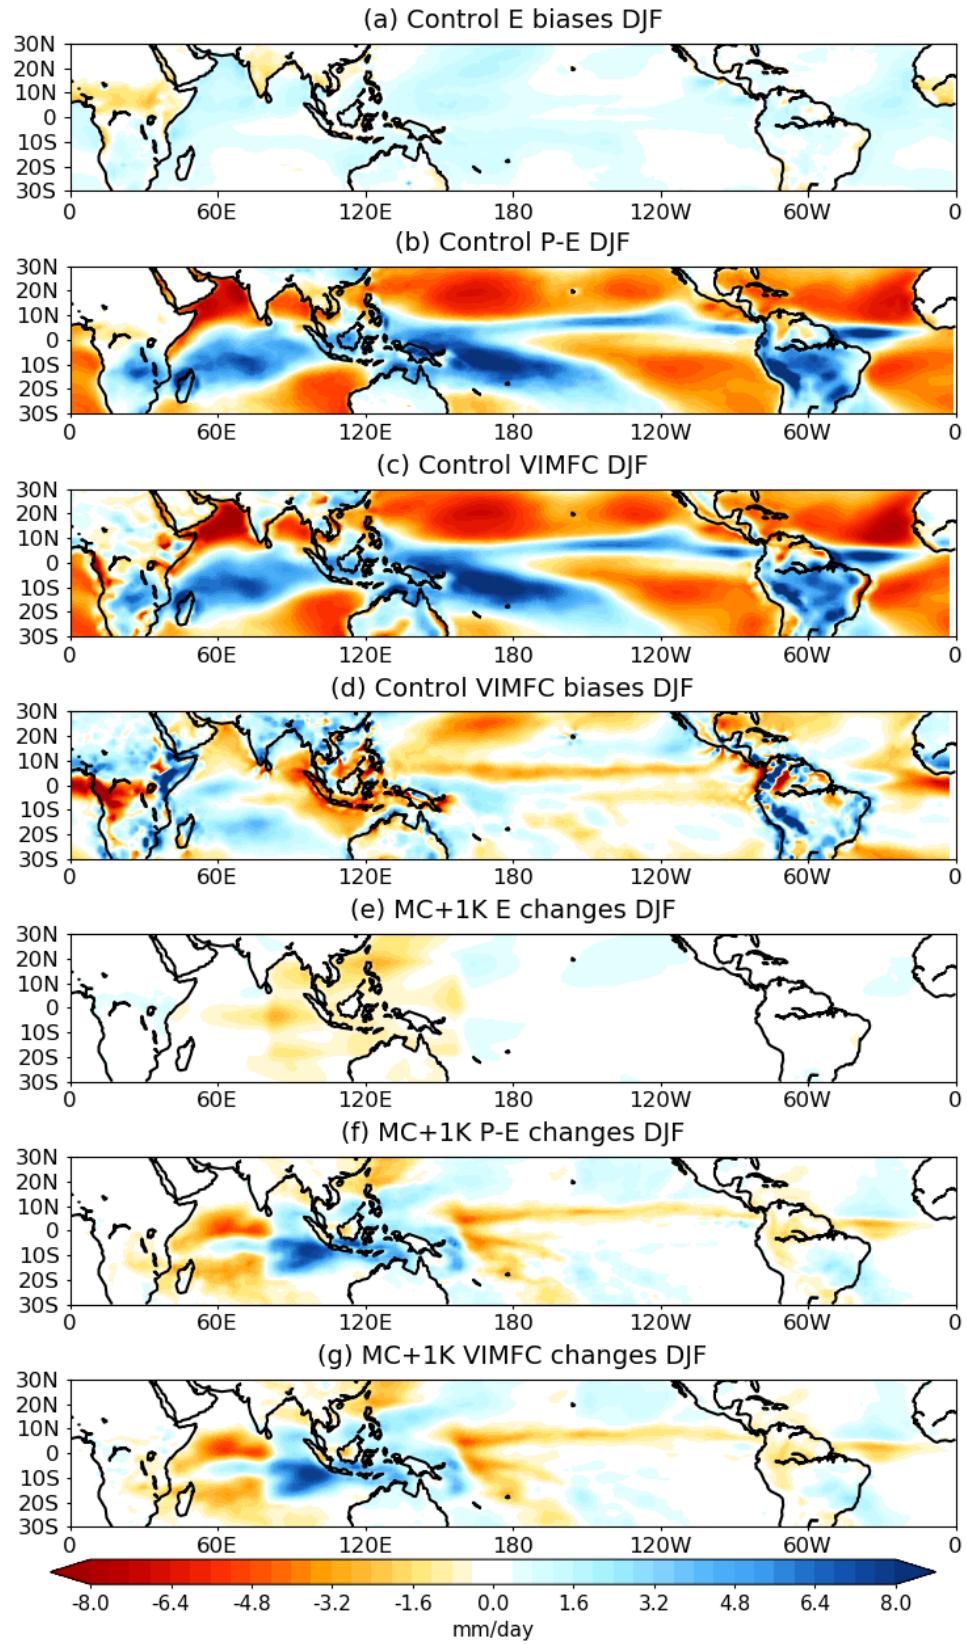 (a) Control E biases DJF
30N
20N
10N
0
10S
20S
30S
0 60E 120E 180 120W 60W 0
(b) Control P-E DJF
30N
20N
10N
0
10S
20S
30S
0 60E 120E 180 120W 60W 0
(c) Control VIMFC DJF
30N
20N
10N
0
10S
20S
30S
0 60E 120E 180 120W 60W 0
(d) Control VIMFC biases DJF
30N
20N
10N
0
10S
20S
30S
0 60E 120E 180 120W 60W 0
(e) MC+1K E changes DJF
30N
20N
10N
0
10S
20S
30S
0 60E 120E 180 120W 60W 0
(f) MC+1K P-E changes DJF
30N
20N
10N
0
10S
20S
30S
0 60E 120E 180 120W 60W 0
(g) MC+1K VIMFC changes DJF
30N
20N
10N
0
10S
20S
30S
0 60E 120E 180 120W 60W 0
-8.0 -6.4 -4.8 -3.2 -1.6 0.0 1.6 3.2 4.8 6.4 8.0
mm/day